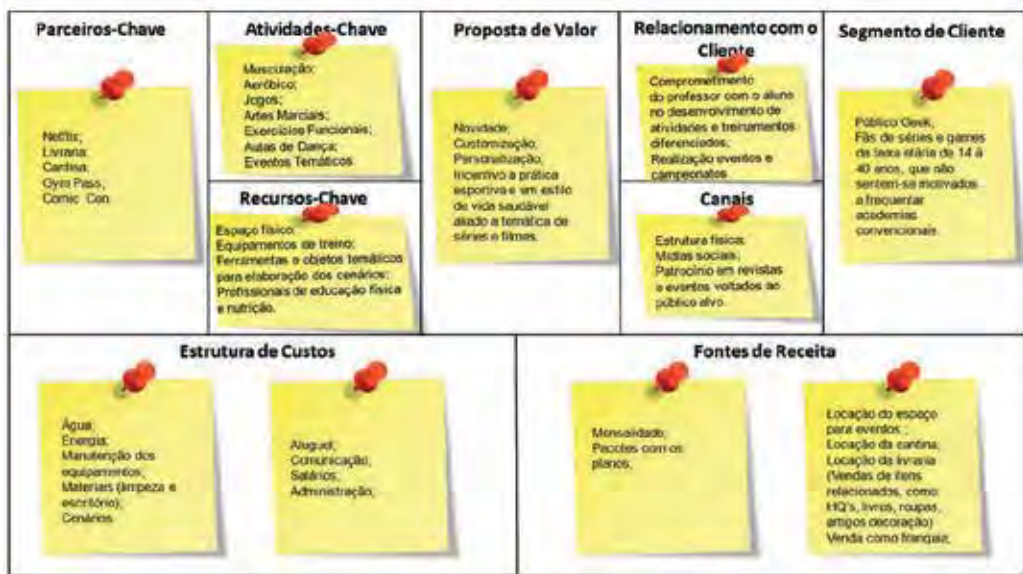 Parceiros-Chave
Netflix;
Livraria;
Cantina;
Gym Pass;
Comic Con.
Atividades-Chave
Musculação;
Aeróbico;
Jogos;
Artes Marciais;
Exercícios Funcionais;
Aulas de Dança;
Eventos Temáticos
Recursos-Chave
Espaço físico;
Equipamentos de treino;
Ferramentas e objetos temáticos
para elaboração dos cenários;
Profissionais de educação física
e nutrição.
Proposta de Valor
Novidade;
Customização;
Personalização;
Incentivo a prática
esportiva e em estilo
de vida saudável
aliado a temática de
séries e filmes.
Relacionamento com o
Cliente
Comprometimento
do professor com o aluno
no desenvolvimento de
atividades e treinamentos
diferenciados;
Realização eventos e
campeonatos
Canais
Estrutura física;
Mídias sociais;
Patrocínio em revistas
e eventos voltados ao
público alvo.
Segmento de Cliente
Público Geek;
Fãs de séries e games
da faixa etária de 14 à
40 anos, que não
sentem-se motivados
a frequentar
academias
convencionais.
Estrutura de Custos
Água;
Energia;
Manutenção dos
equipamentos;
Materiais (limpeza e
escritório);
Cenários
Aluguel;
Comunicação;
Salários;
Administração;
Fontes de Receita
Mensalidade;
Pacotes com os
planos;
Locação do espaço
para eventos ;
Locação da cantina;
Locação da livraria
(Vendas de itens
relacionados, como:
HQ's, livros, roupas,
artigos decoração)
Venda como franquia;